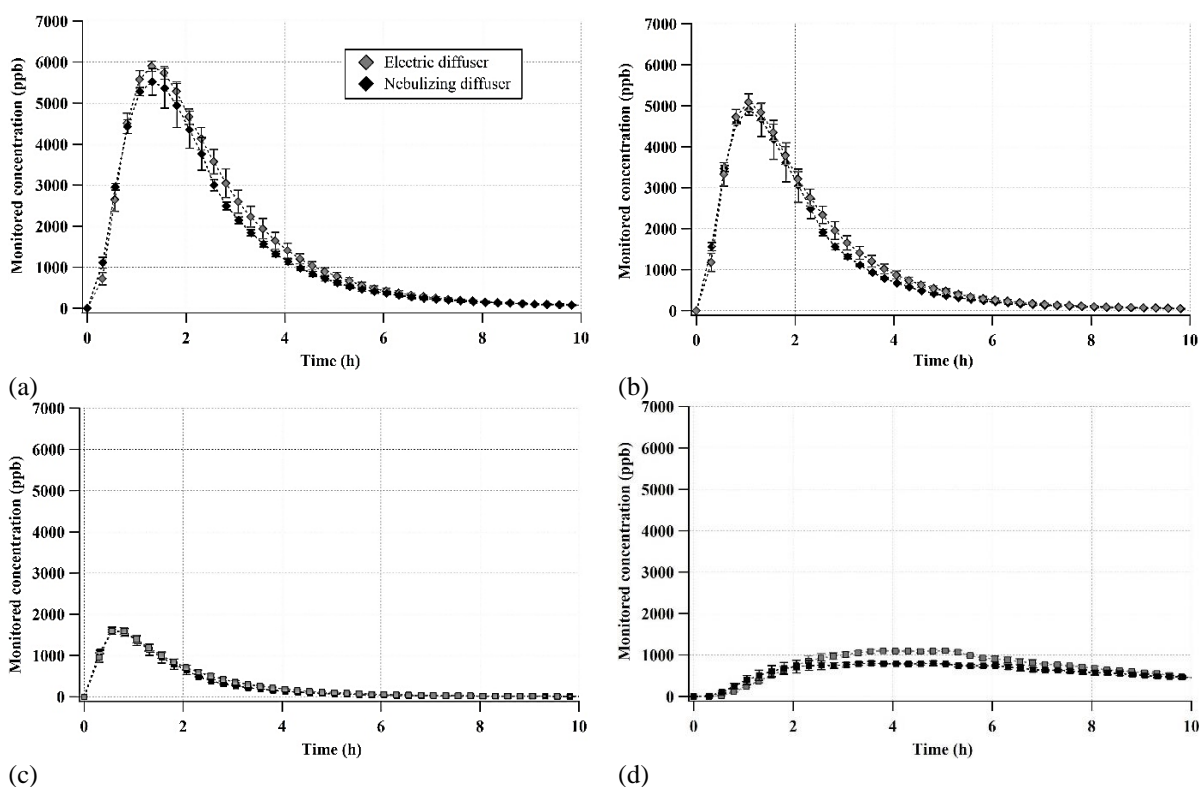 7000
6000
5000
4000
3000
2000
1000
0
Monitored concentration (ppb)
Electric diffuser
Nebulizing diffuser
0 2 4 6 8 10
Time (h)
(a)
7000
6000
5000
4000
3000
2000
1000
0
Monitored concentration (ppb)
0 2 4 6 8 10
Time (h)
(b)
7000
6000
5000
4000
3000
2000
1000
0
Monitored concentration (ppb)
0 2 4 6 8 10
Time (h)
(c)
7000
6000
5000
4000
3000
2000
1000
0
Monitored concentration (ppb)
0 2 4 6 8 10
Time (h)
(d)